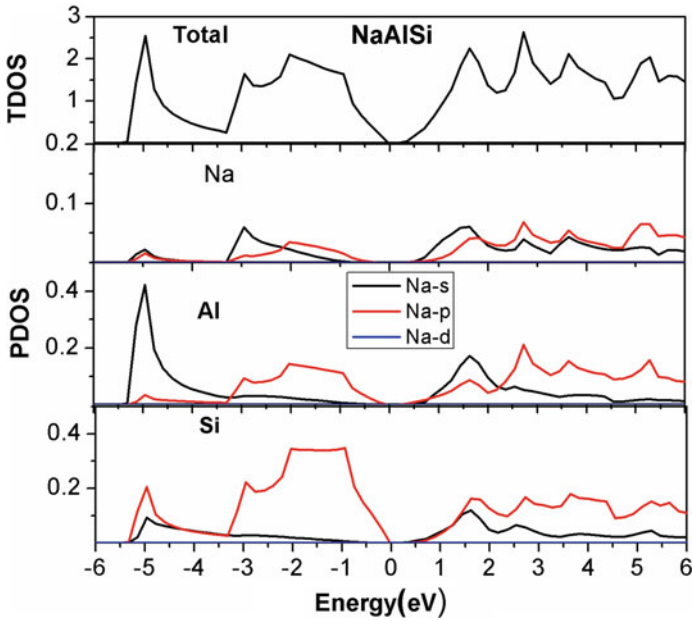 Total NaAlSi
TDOS
3
2
1
0.2
Na
0.1
PDOS
Al
0.4
0.2
Na-s
Na-p
Na-d
Si
0.4
0.2
-6 -5 -4 -3 -2 -1 0 1 2 3 4 5 6
Energy(eV)